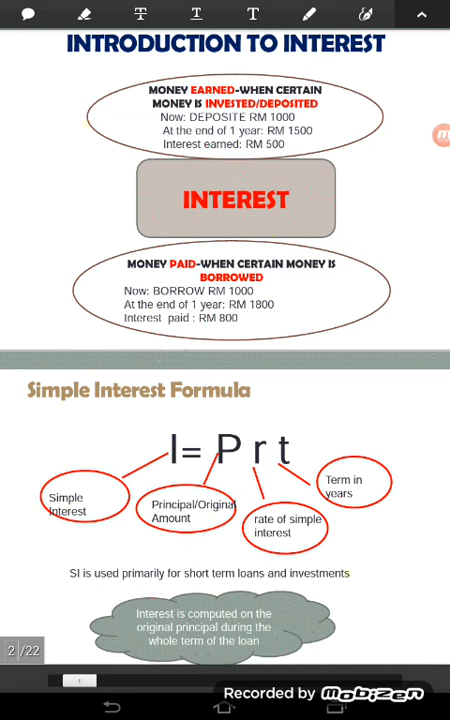 INTRODUCTION TO INTEREST
MONEY EARNED-WHEN CERTAIN
MONEY IS INVESTED/DEPOSITED
Now: DEPOSITE RM 1000
At the end of 1 year: RM 1500
Interest earned: RM 500
INTEREST
MONEY PAID-WHEN CERTAIN MONEY IS
BORROWED
Now: BORROW RM 1000
At the end of 1 year: RM 1800
Interest paid : RM 800
Simple Interest Formula
I= P r t
Simple
Interest
Principal/Original
Amount
rate of simple
interest
Term in
years
SI is used primarily for short term loans and investments
Interest is computed on the
original principal during the
whole term of the loan
2 /22
Recorded by Mobizen